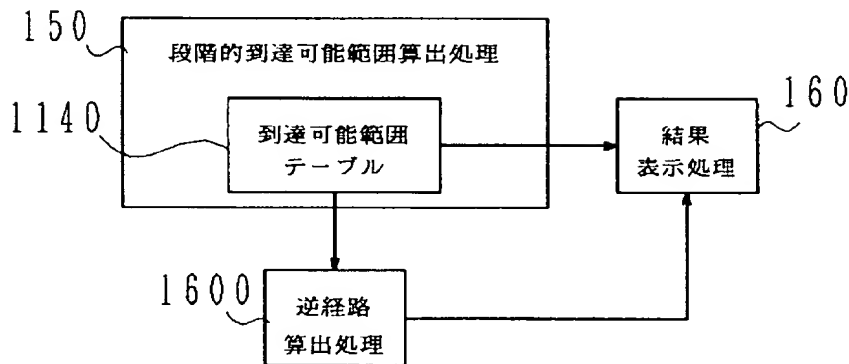 150
段階的到達可能範囲算出処理
1140
到達可能範囲
テーブル
160
結果
表示処理
1600
逆経路
算出処理